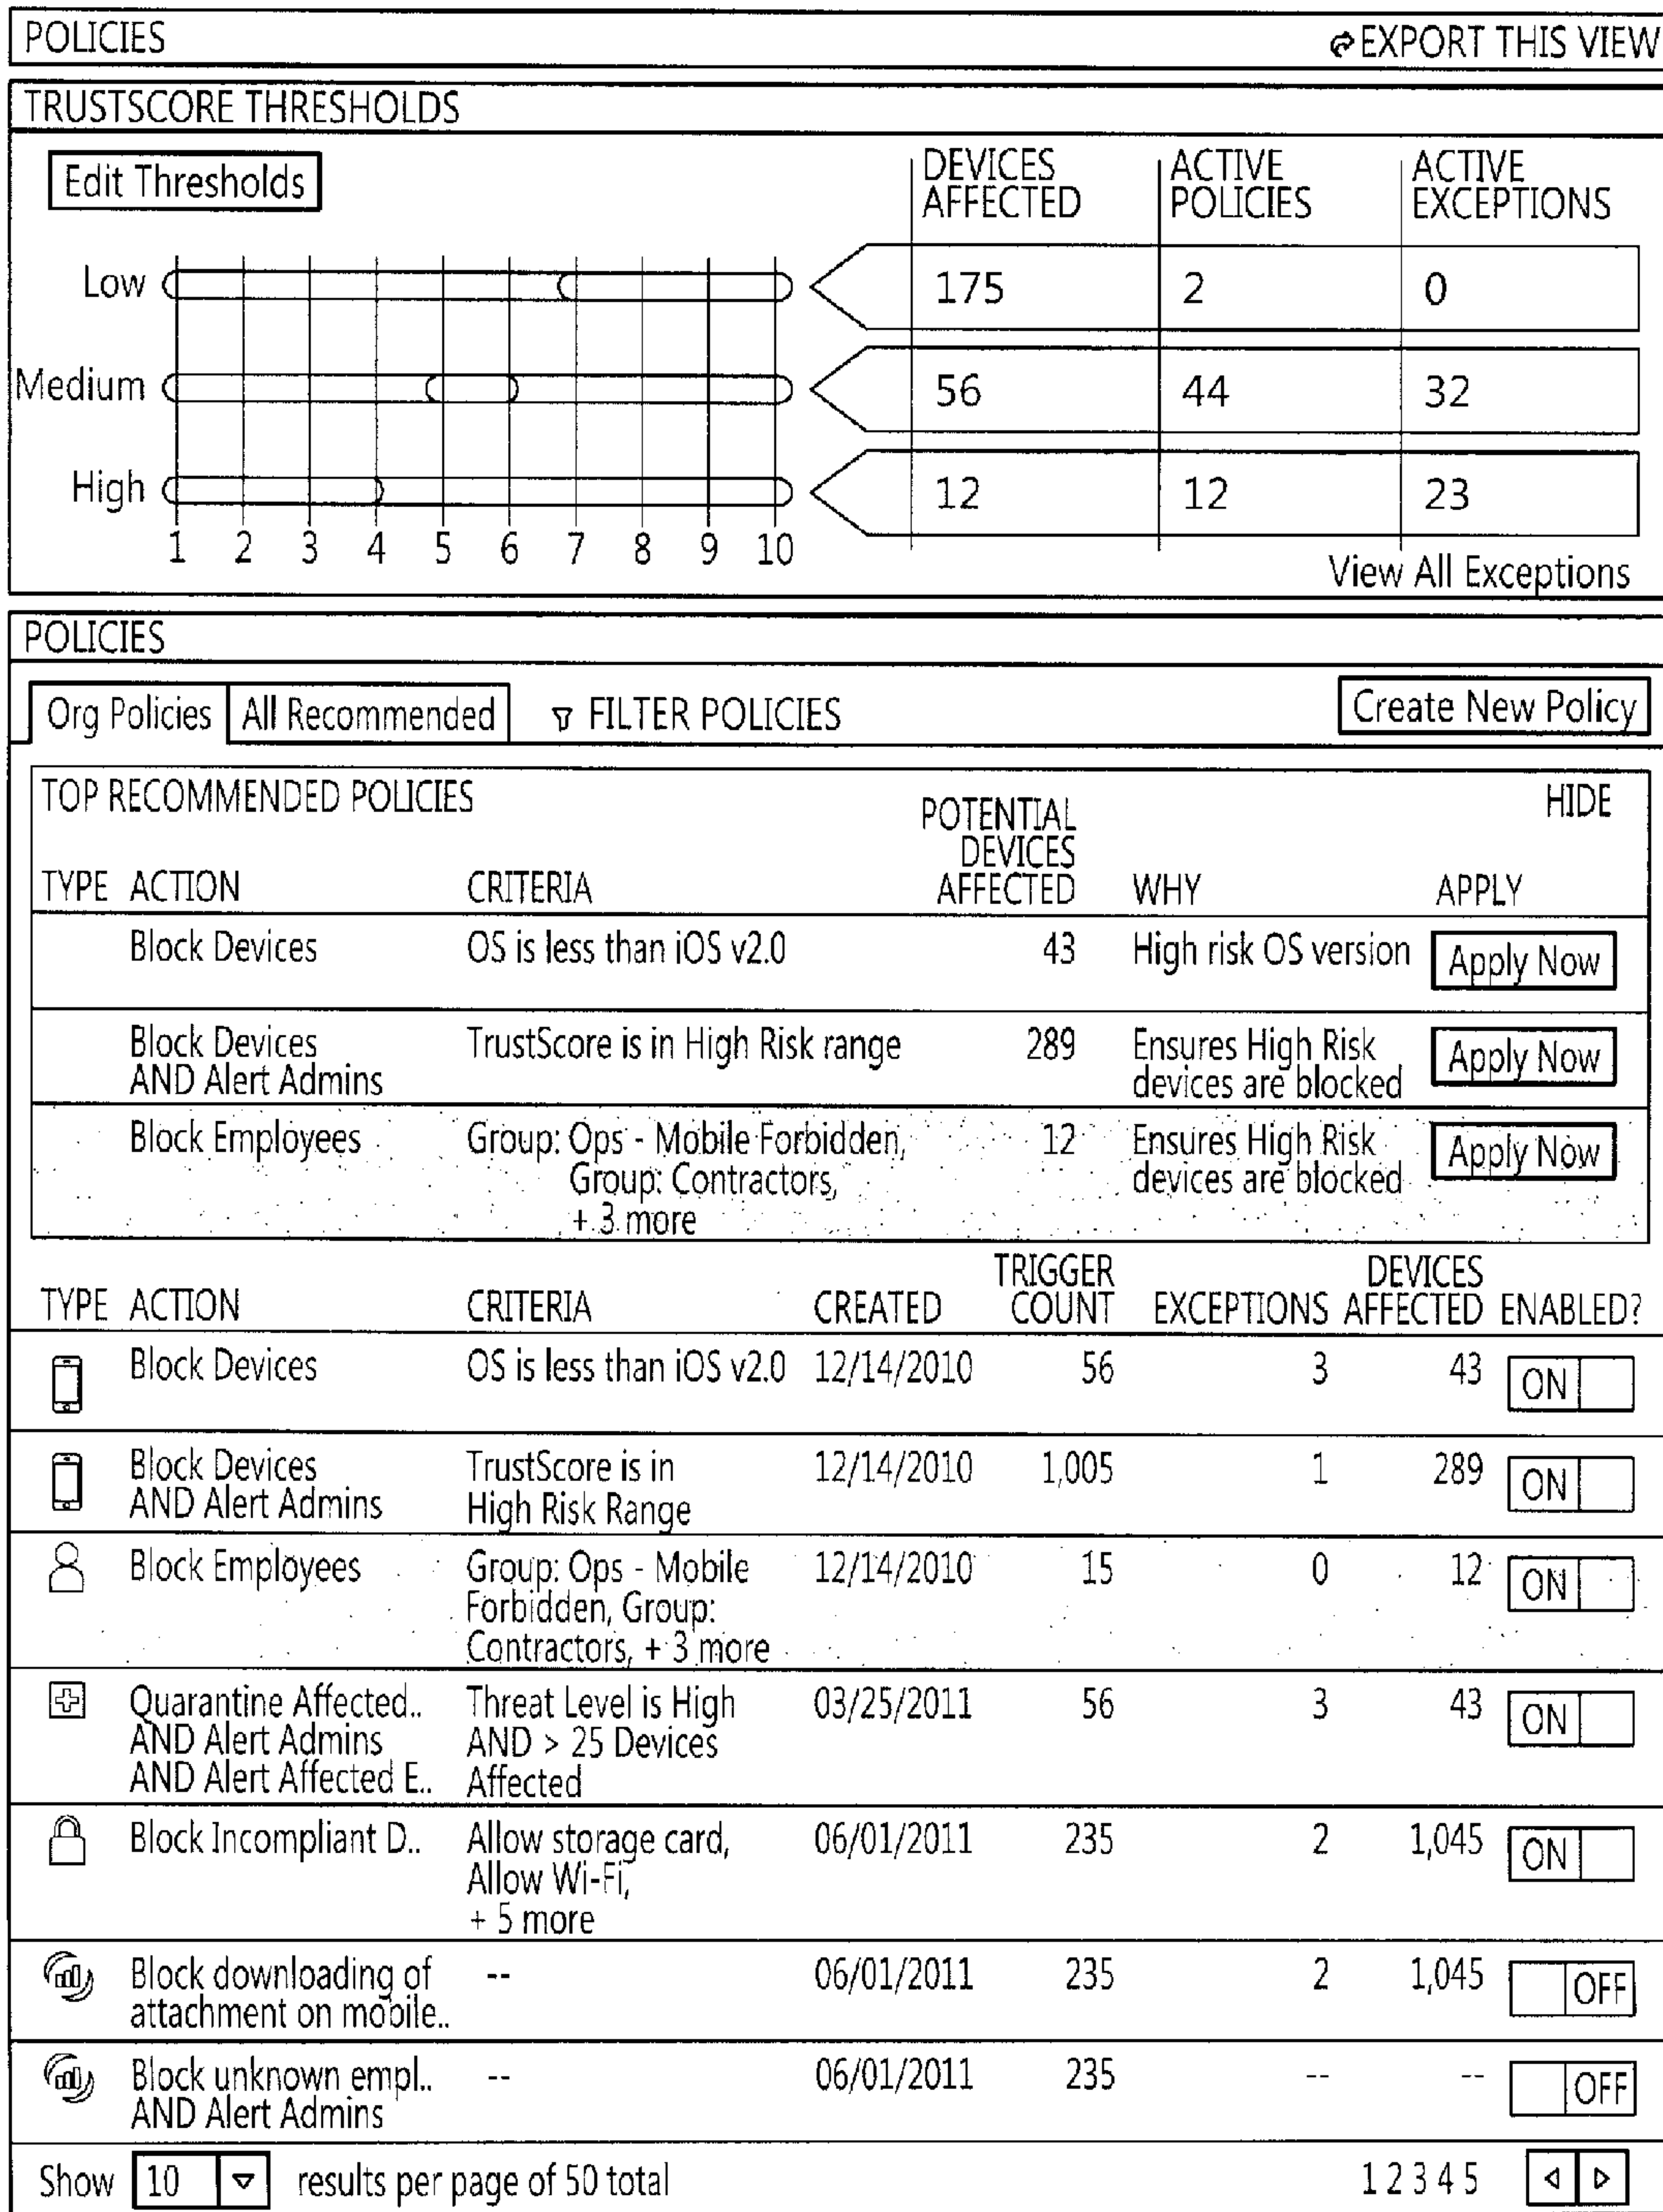 POLICIES EXPORT THIS VIEW
TRUSTSCORE THRESHOLDS
Edit Thresholds
DEVICES AFFECTED ACTIVE POLICIES ACTIVE EXCEPTIONS
Low 175 2 0
Medium 56 44 32
High 12 12 23
1 2 3 4 5 6 7 8 9 10
View All Exceptions
POLICIES
Org Policies All Recommended FILTER POLICIES Create New Policy
TOP RECOMMENDED POLICIES HIDE
TYPE ACTION CRITERIA POTENTIAL DEVICES AFFECTED WHY APPLY
Block Devices OS is less than iOS v2.0 43 High risk OS version Apply Now
Block Devices TrustScore is in High Risk range 289 Ensures High Risk Apply Now
AND Alert Admins devices are blocked
Block Employees Group: Ops - Mobile Forbidden, 12 Ensures High Risk Apply Now
Group: Contractors, devices are blocked
+ 3 more
TYPE ACTION CRITERIA CREATED TRIGGER COUNT EXCEPTIONS DEVICES AFFECTED ENABLED?
Block Devices OS is less than iOS v2.0 12/14/2010 56 3 43 ON
Block Devices TrustScore is in 12/14/2010 1,005 1 289 ON
AND Alert Admins High Risk Range
Block Employees Group: Ops - Mobile 12/14/2010 15 0 12 ON
Forbidden, Group:
Contractors, + 3 more
Quarantine Affected.. Threat Level is High 03/25/2011 56 3 43 ON
AND Alert Admins AND > 25 Devices
AND Alert Affected E.. Affected
Block Incompliant D.. Allow storage card, 06/01/2011 235 2 1,045 ON
Allow Wi-Fi,
+ 5 more
Block downloading of -- 06/01/2011 235 2 1,045 OFF
attachment on mobile..
Block unknown empl.. -- 06/01/2011 235 -- -- OFF
AND Alert Admins
Show 10 results per page of 50 total 1 2 3 4 5